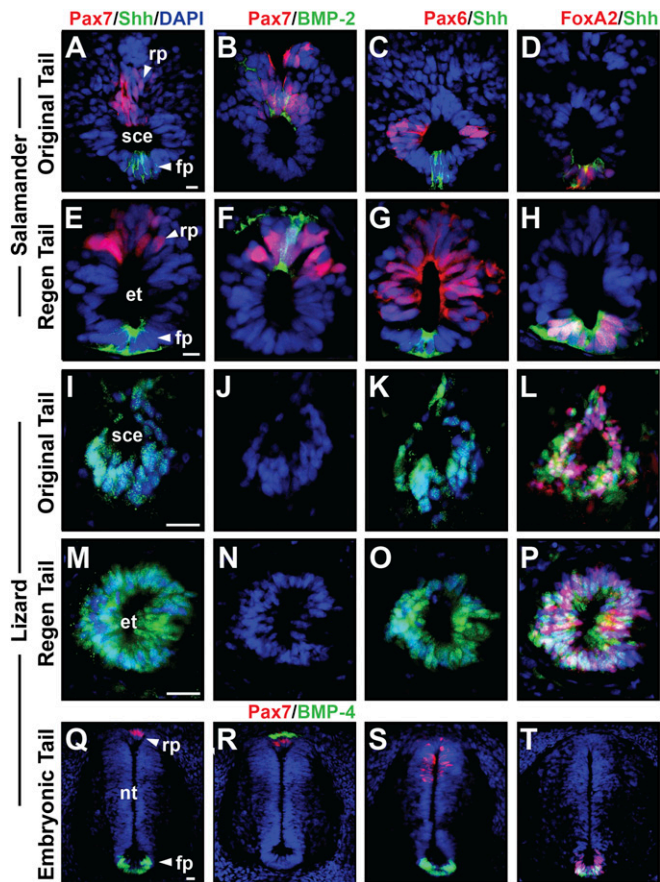 Pax7/Shh/DAPI Pax7/BMP-2 Pax6/Shh FoxA2/Shh
Salamander
Original Tail
A rp sce fp
B
C
D
Regen Tail
E rp et fp
F
G
H
Lizard
Original Tail
I sce
J
K
L
Regen Tail
M et
N
O
P
Pax7/BMP-4
Embryonic Tail
Q rp nt fp
R
S
T